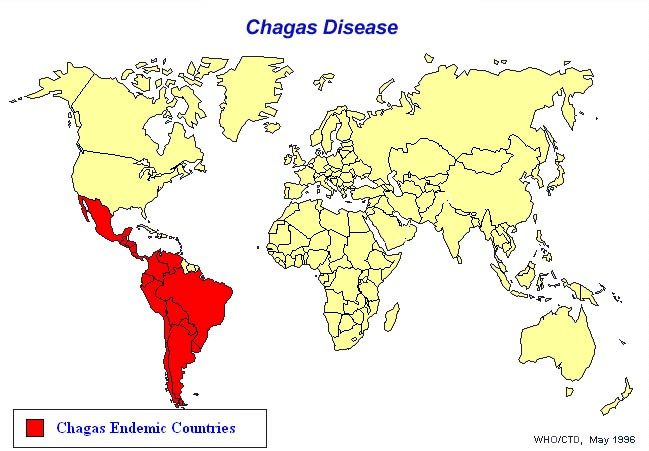 Chagas Disease
Chagas Endemic Countries
WHO/CTD, May 1996